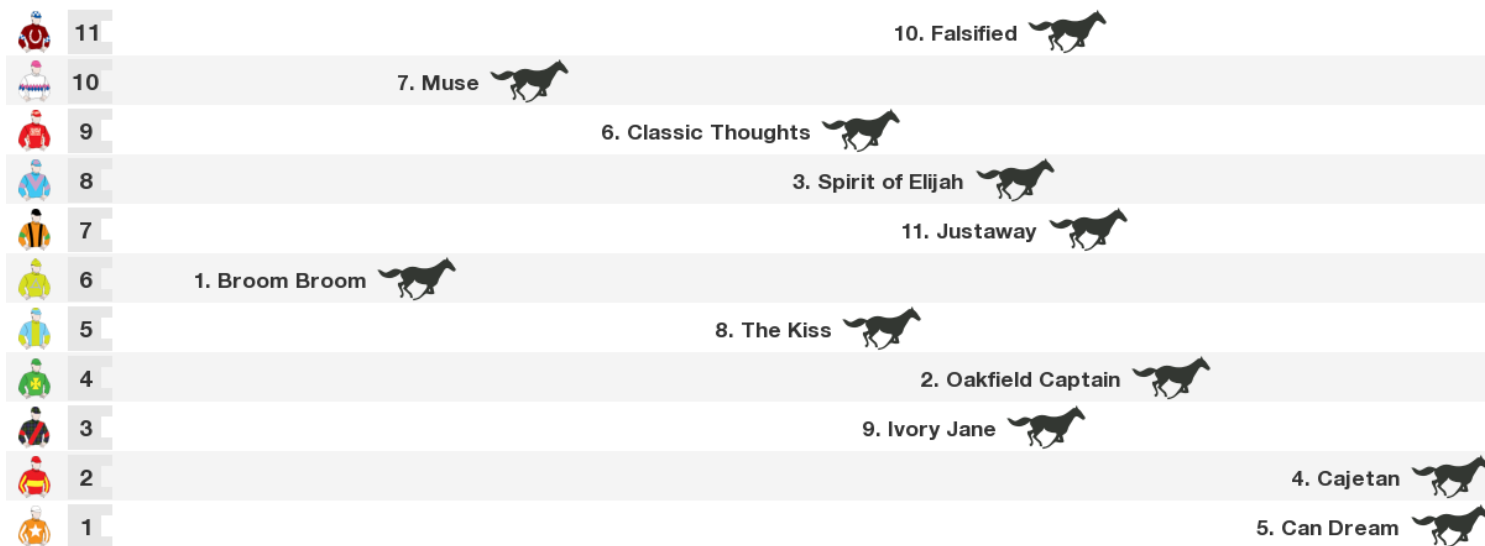 11 10. Falsified
10 7. Muse
9 6. Classic Thoughts
8 3. Spirit of Elijah
7 11. Justaway
6 1. Broom Broom
5 8. The Kiss
4 2. Oakfield Captain
3 9. Ivory Jane
2 4. Cajetan
1 5. Can Dream